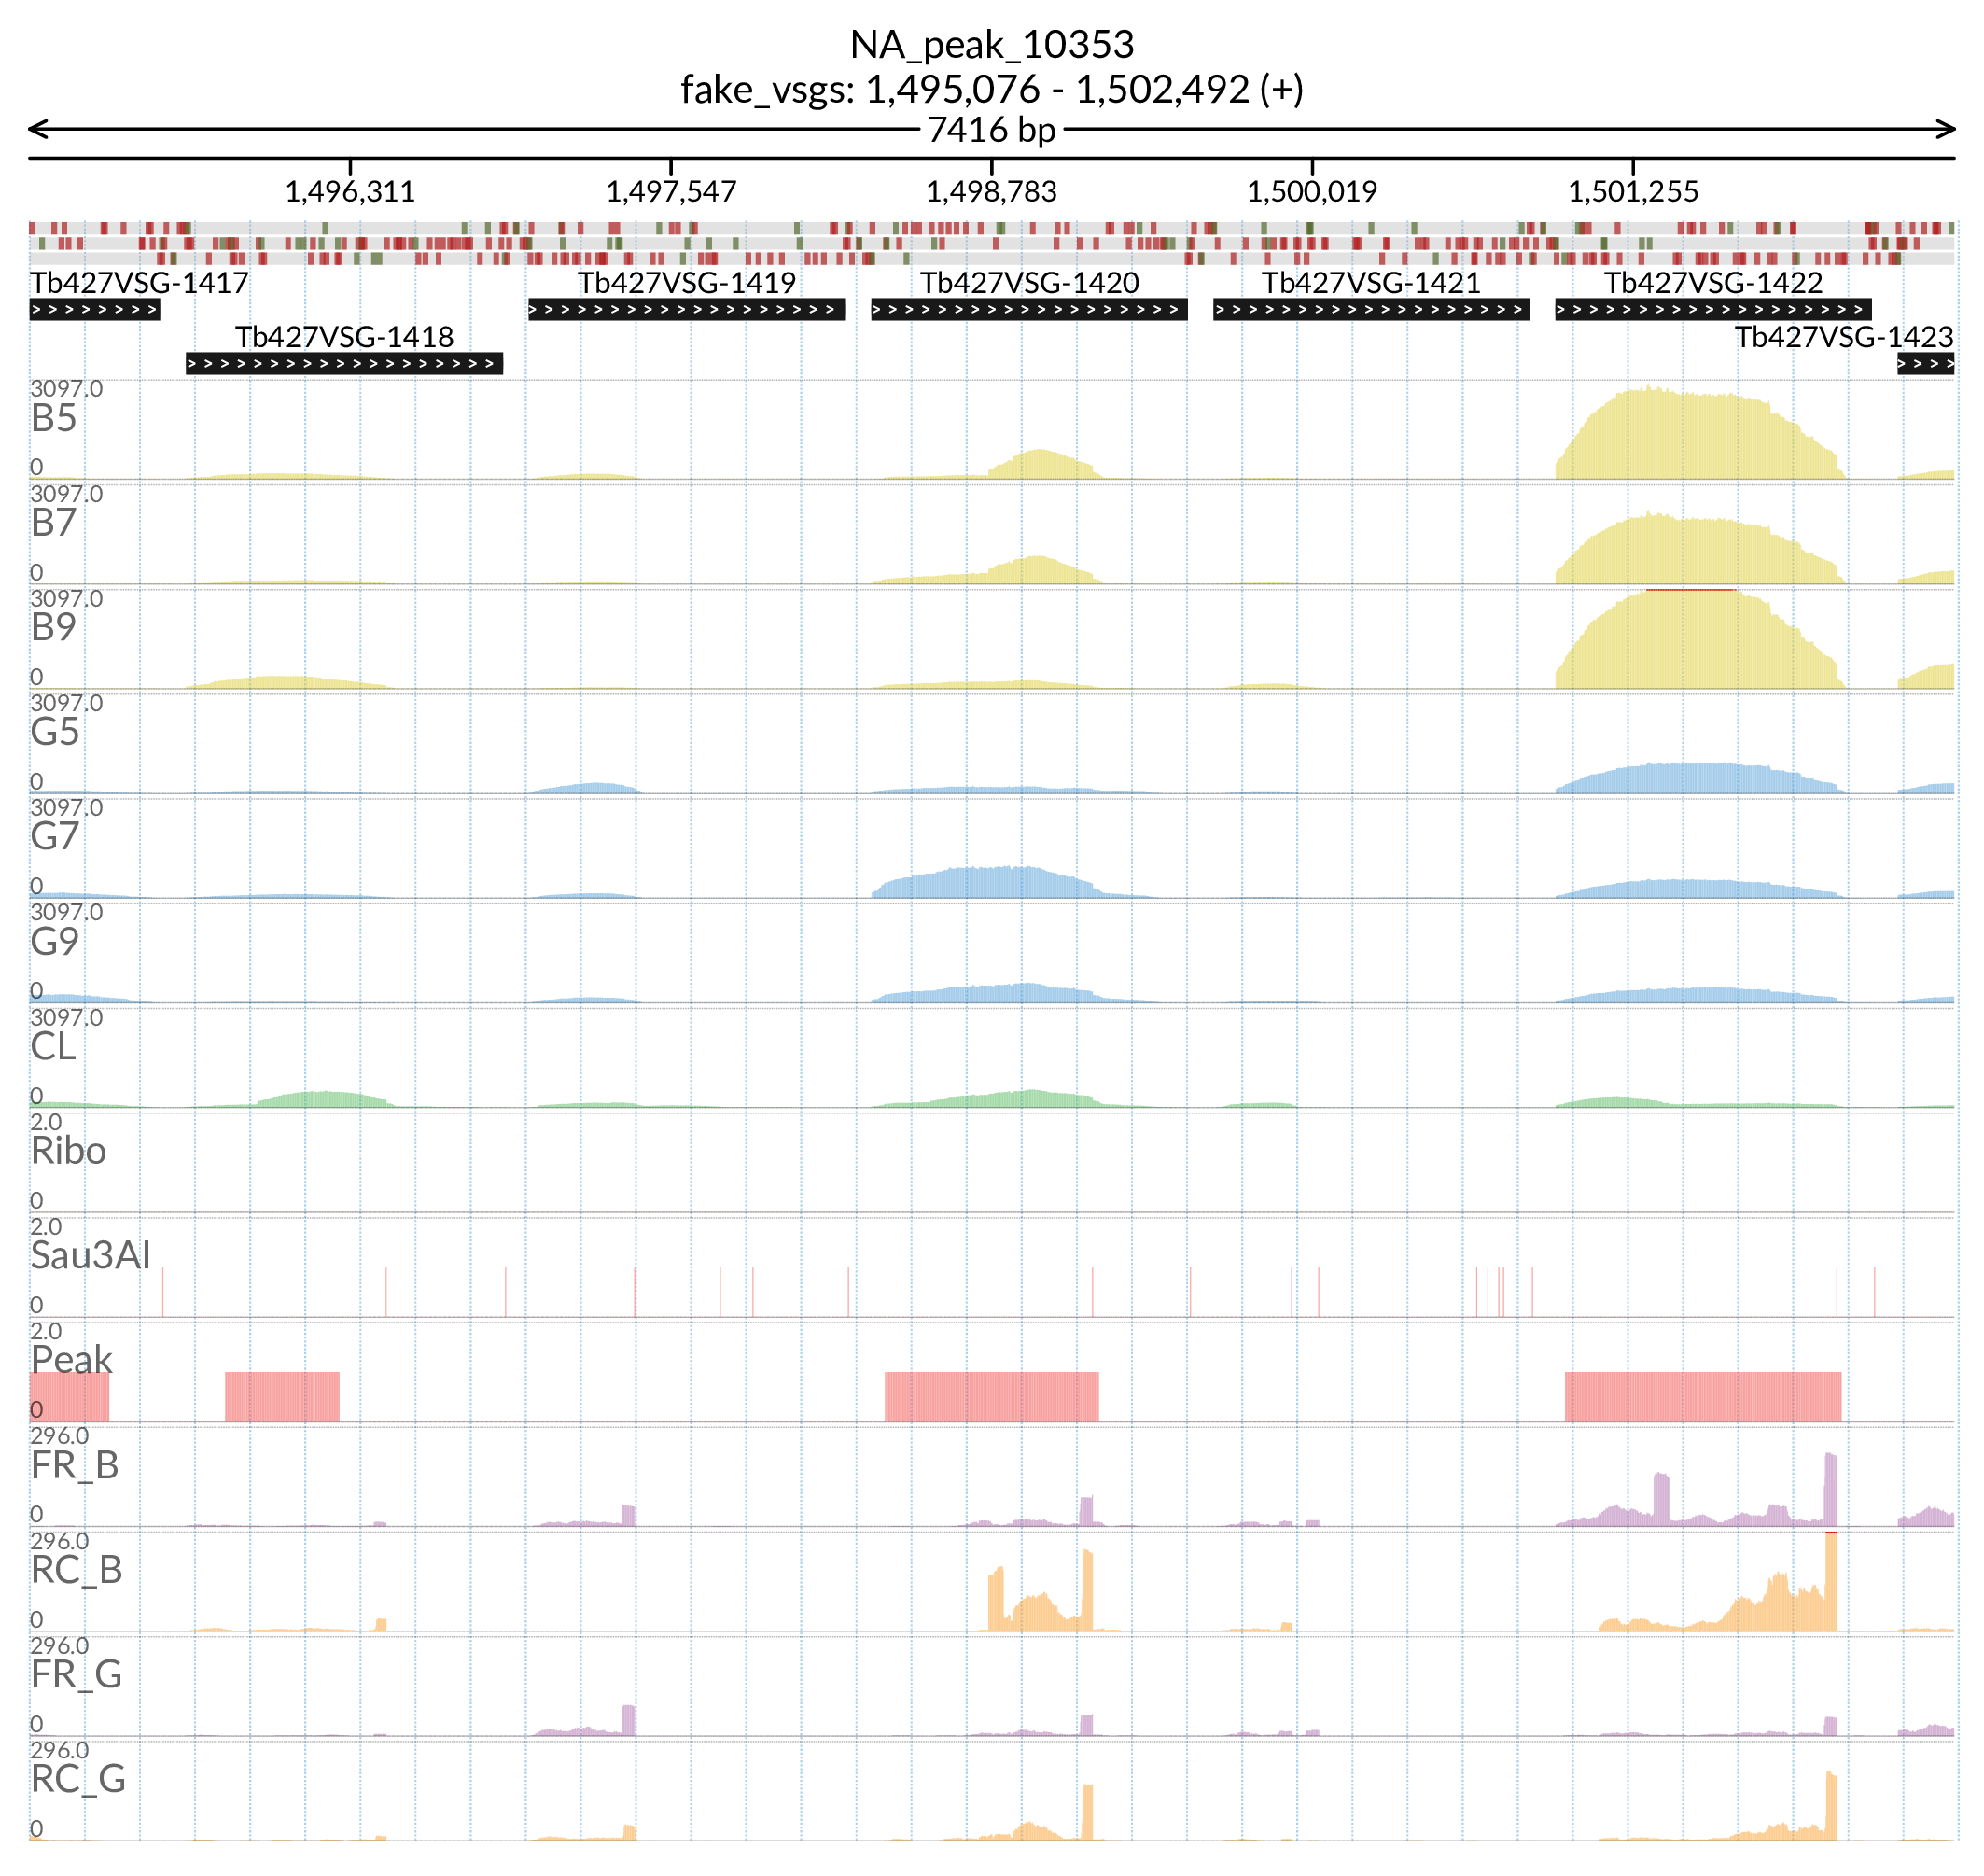 NA_peak_10353
fake_vsgs: 1,495,076 - 1,502,492 (+)
7416 bp
1,496,311 1,497,547 1,498,783 1,500,019 1,501,255
Tb427VSG-1417 Tb427VSG-1419 Tb427VSG-1420 Tb427VSG-1421 Tb427VSG-1422
Tb427VSG-1418 Tb427VSG-1423
3097.0
B5
0
3097.0
B7
0
3097.0
B9
0
3097.0
G5
0
3097.0
G7
0
3097.0
G9
0
3097.0
CL
0
2.0
Ribo
0
2.0
Sau3AI
0
2.0
Peak
0
296.0
FR_B
0
296.0
RC_B
0
296.0
FR_G
0
296.0
RC_G
0